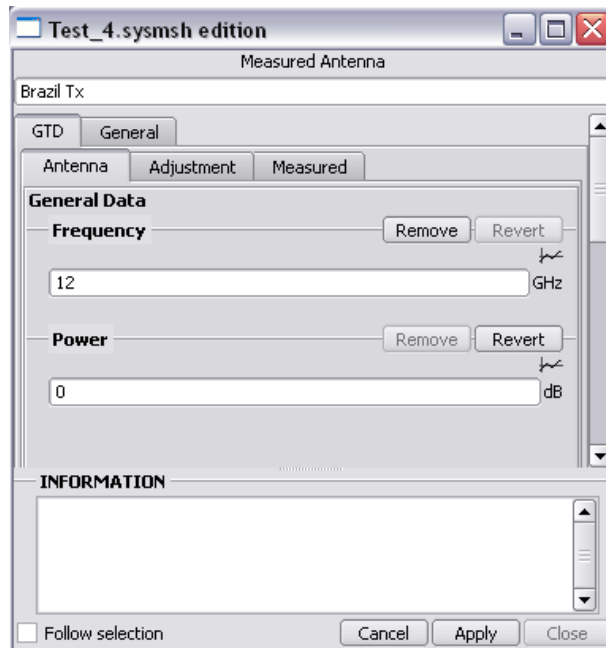 Test_4.sysmsh edition
Measured Antenna
Brazil Tx
GTD General
Antenna Adjustment Measured
General Data
Frequency Remove Revert
12 GHz
Power Remove Revert
0 dB
INFORMATION
Follow selection Cancel Apply Close